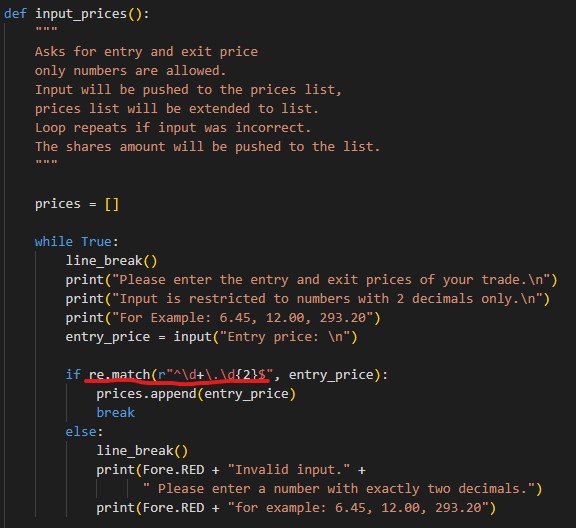 def input_prices():
    """
    Asks for entry and exit price
    only numbers are allowed.
    Input will be pushed to the prices list,
    prices list will be extended to list.
    Loop repeats if input was incorrect.
    The shares amount will be pushed to the list.
    """
    prices = []
    while True:
        line_break()
        print("Please enter the entry and exit prices of your trade.\n")
        print("Input is restricted to numbers with 2 decimals only.\n")
        print("For Example: 6.45, 12.00, 293.20")
        entry_price = input("Entry price: \n")
        if re.match(r"^\d+\.\d{2}$", entry_price):
            prices.append(entry_price)
            break
        else:
            line_break()
            print(Fore.RED + "Invalid input." +
                  " Please enter a number with exactly two decimals.")
            print(Fore.RED + "for example: 6.45, 12.00, 293.20")